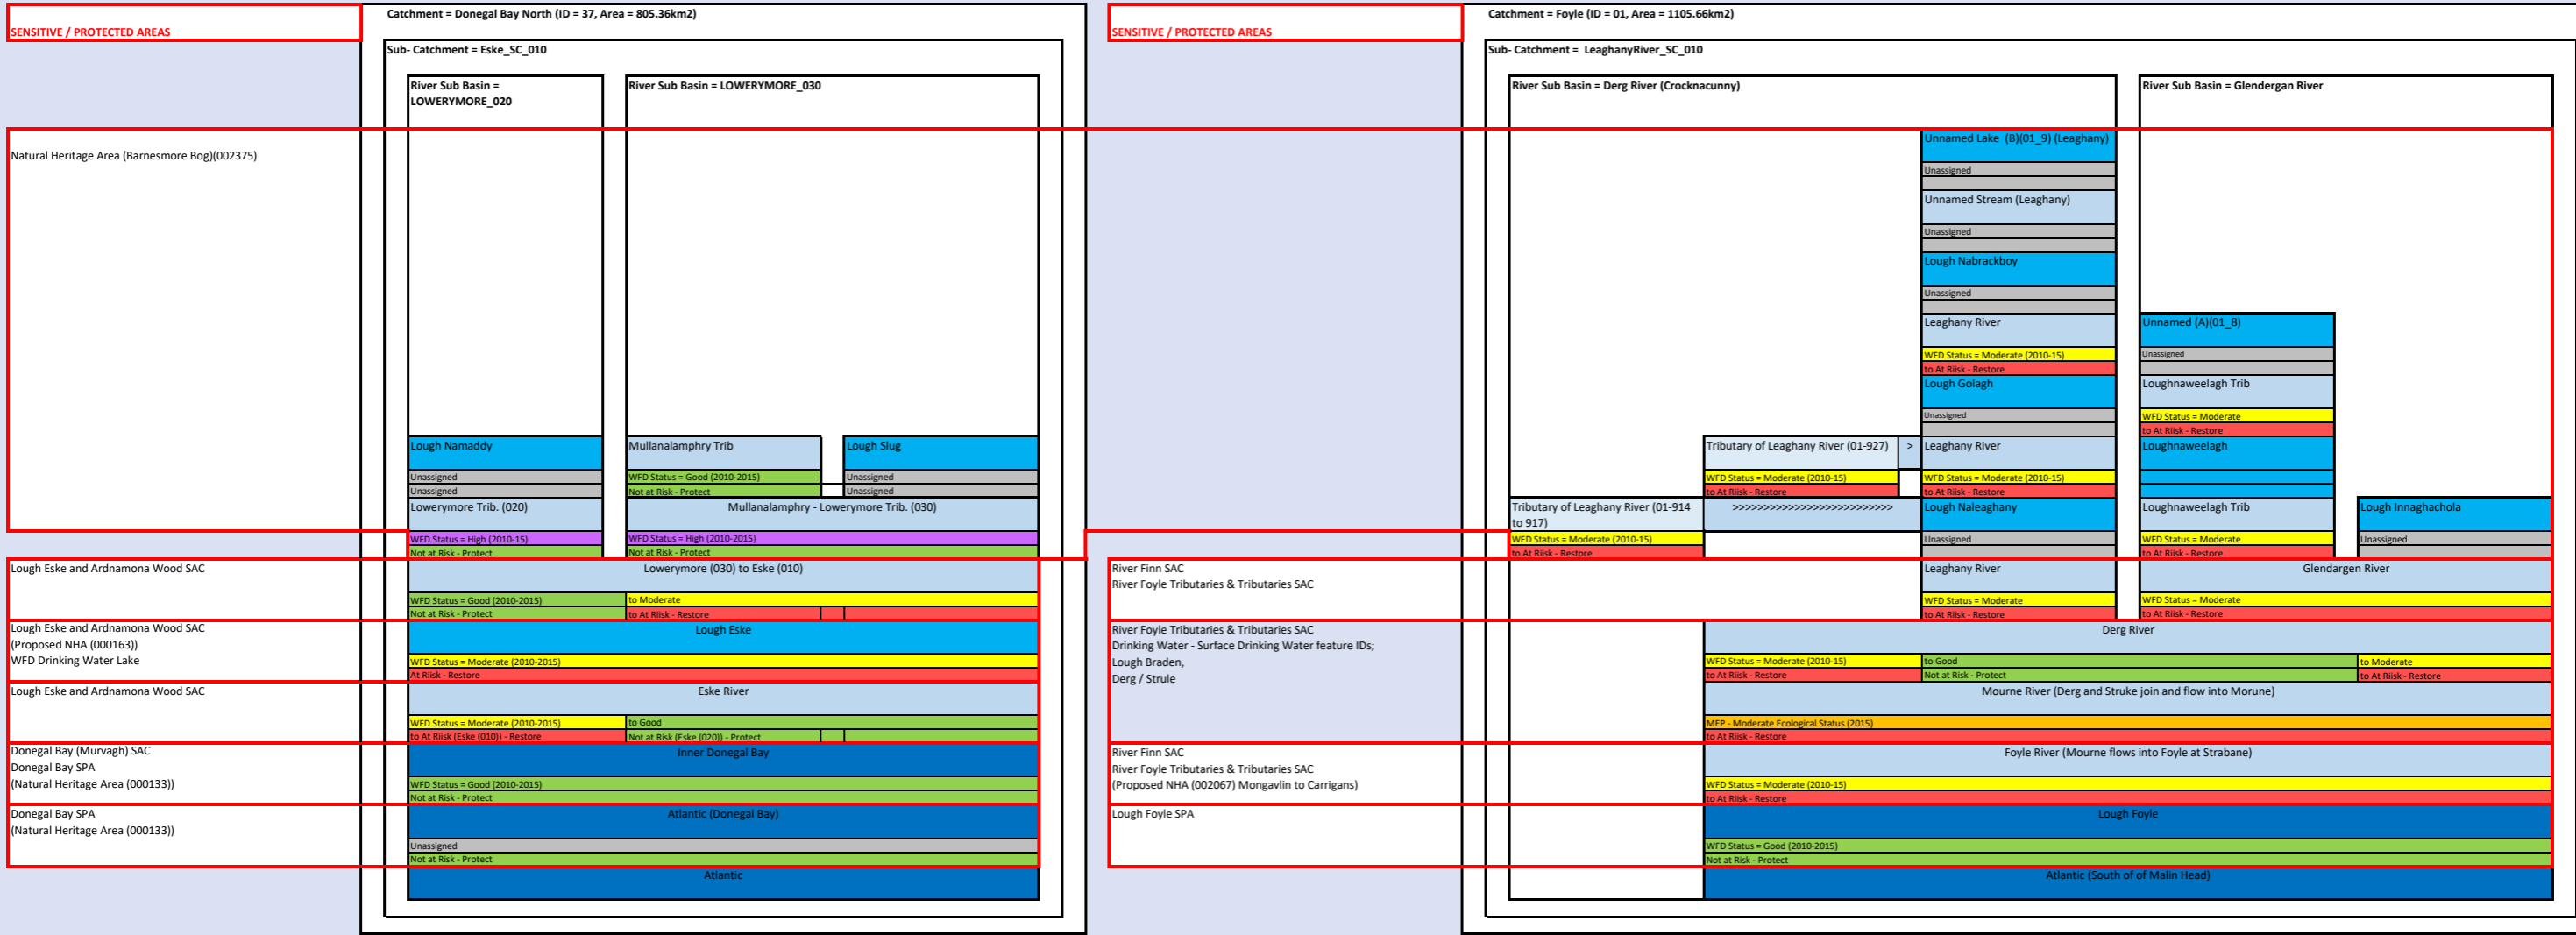 SENSITIVE / PROTECTED AREAS
Catchment = Donegal Bay North (ID = 37, Area = 805.36km2)
Sub- Catchment = Eske_SC_010
River Sub Basin =
LOWERYMORE_020
River Sub Basin = LOWERYMORE_030
Natural Heritage Area (Barnesmore Bog)(002375)
Lough Namaddy
Unassigned
Unassigned
Mullanalamphry Trib
WFD Status = Good (2010-2015)
Not at Risk - Protect
Lough Slug
Unassigned
Unassigned
Lowerymore Trib. (020)
WFD Status = High (2010-15)
Not at Risk - Protect
Mullanalamphry - Lowerymore Trib. (030)
WFD Status = High (2010-2015)
Not at Risk - Protect
Lough Eske and Ardnamona Wood SAC
Lowerymore (030) to Eske (010)
WFD Status = Good (2010-2015)
to Moderate
Not at Risk - Protect
to At Riisk - Restore
Lough Eske and Ardnamona Wood SAC
(Proposed NHA (000163))
WFD Drinking Water Lake
Lough Eske
WFD Status = Moderate (2010-2015)
At Riisk - Restore
Lough Eske and Ardnamona Wood SAC
Eske River
WFD Status = Moderate (2010-2015)
to Good
to At Riisk (Eske (010)) - Restore
Not at Risk (Eske (020)) - Protect
Donegal Bay (Murvagh) SAC
Donegal Bay SPA
(Natural Heritage Area (000133))
Inner Donegal Bay
WFD Status = Good (2010-2015)
Not at Risk - Protect
Donegal Bay SPA
(Natural Heritage Area (000133))
Atlantic (Donegal Bay)
Unassigned
Not at Risk - Protect
Atlantic
SENSITIVE / PROTECTED AREAS
Catchment = Foyle (ID = 01, Area = 1105.66km2)
Sub- Catchment = LeaghanyRiver_SC_010
River Sub Basin = Derg River (Crocknacunny)
River Sub Basin = Glendergan River
Unnamed Lake (B)(01_9) (Leaghany)
Unassigned
Unnamed Stream (Leaghany)
Unassigned
Lough Nabrackboy
Unassigned
Leaghany River
WFD Status = Moderate (2010-15)
to At Riisk - Restore
Unnamed (A)(01_8)
Unassigned
Lough Golagh
Unassigned
Loughnaweelagh Trib
WFD Status = Moderate
to At Riisk - Restore
Tributary of Leaghany River (01-927)
>
Leaghany River
WFD Status = Moderate (2010-15)
WFD Status = Moderate (2010-15)
to At Riisk - Restore
to At Riisk - Restore
Loughnaweelagh
Tributary of Leaghany River (01-914
to 917)
>>>>>>>>>>>>>>>>>>>>>>>>>>
WFD Status = Moderate (2010-15)
to At Riisk - Restore
Lough Naleaghany
Unassigned
Loughnaweelagh Trib
WFD Status = Moderate
to At Riisk - Restore
Lough Innaghachola
Unassigned
River Finn SAC
River Foyle Tributaries & Tributaries SAC
Leaghany River
WFD Status = Moderate
to At Riisk - Restore
Glendargen River
WFD Status = Moderate
to At Riisk - Restore
River Foyle Tributaries & Tributaries SAC
Drinking Water - Surface Drinking Water feature IDs;
Lough Braden,
Derg / Strule
Derg River
WFD Status = Moderate (2010-15)
to Good
to Moderate
to At Riisk - Restore
Not at Risk - Protect
to At Riisk - Restore
Mourne River (Derg and Struke join and flow into Morune)
MEP - Moderate Ecological Status (2015)
to At Riisk - Restore
River Finn SAC
River Foyle Tributaries & Tributaries SAC
(Proposed NHA (002067) Mongavlin to Carrigans)
Foyle River (Mourne flows into Foyle at Strabane)
WFD Status = Moderate (2010-15)
to At Riisk - Restore
Lough Foyle SPA
Lough Foyle
WFD Status = Good (2010-2015)
Not at Risk - Protect
Atlantic (South of of Malin Head)